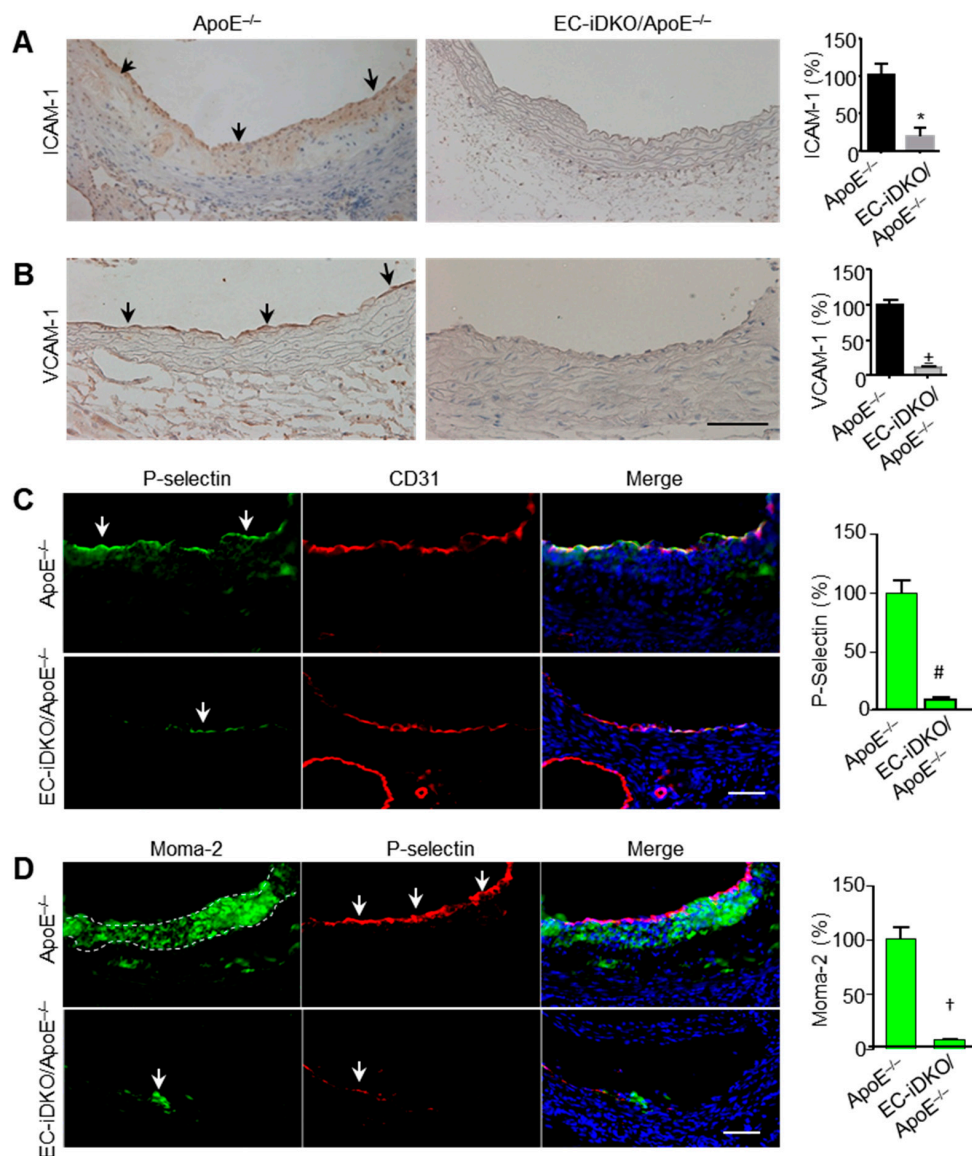 A
ApoE–/–
EC-iDKO/ApoE–/–
ICAM-1
ICAM-1 (%)
150
100
50
0
*
ApoE–/–
EC-iDKO/
ApoE–/–
B
VCAM-1
VCAM-1 (%)
150
100
50
0
‡
ApoE–/–
EC-iDKO/
ApoE–/–
C
P-selectin
CD31
Merge
ApoE–/–
EC-iDKO/ApoE–/–
P-Selectin (%)
150
100
50
0
#
ApoE–/–
EC-iDKO/
ApoE–/–
D
Moma-2
P-selectin
Merge
ApoE–/–
EC-iDKO/ApoE–/–
Moma-2 (%)
150
100
50
0
†
ApoE–/–
EC-iDKO/
ApoE–/–